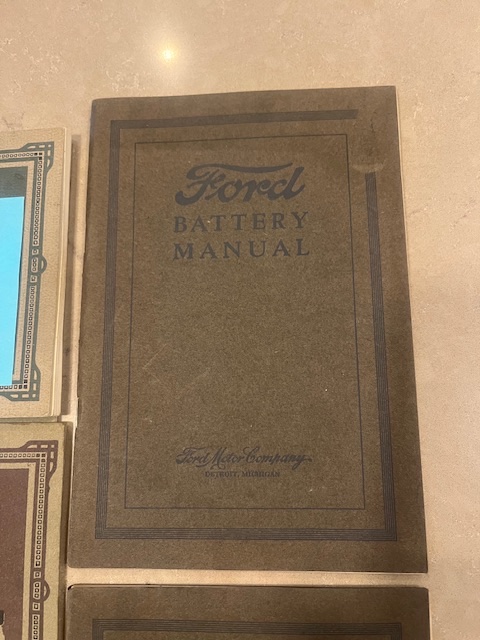 Ford
BATTERY
MANUAL
Ford Motor Company
DETROIT, MICHIGAN